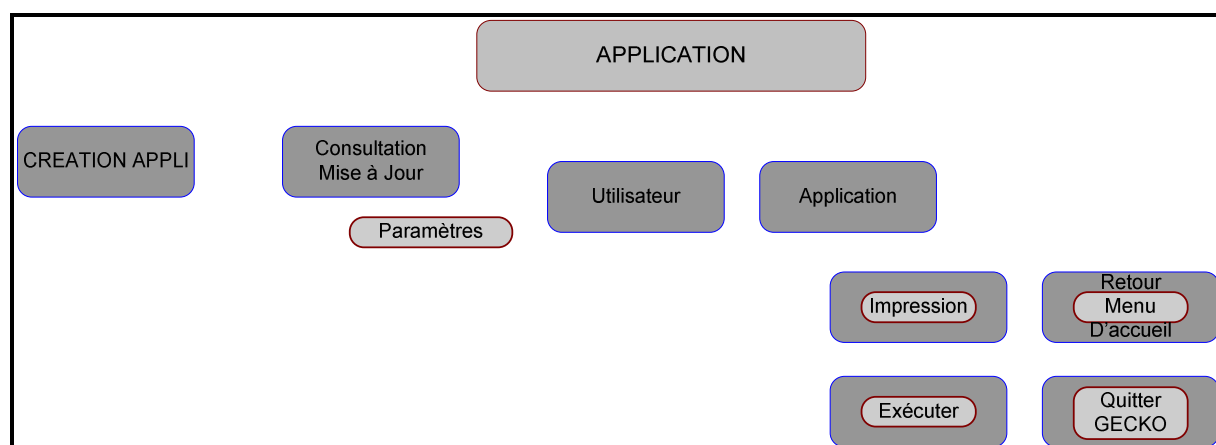 APPLICATION
CREATION APPLI
Consultation
Mise à Jour
Utilisateur
Application
Paramètres
Impression
Retour
Menu
D'accueil
Exécuter
Quitter
GECKO